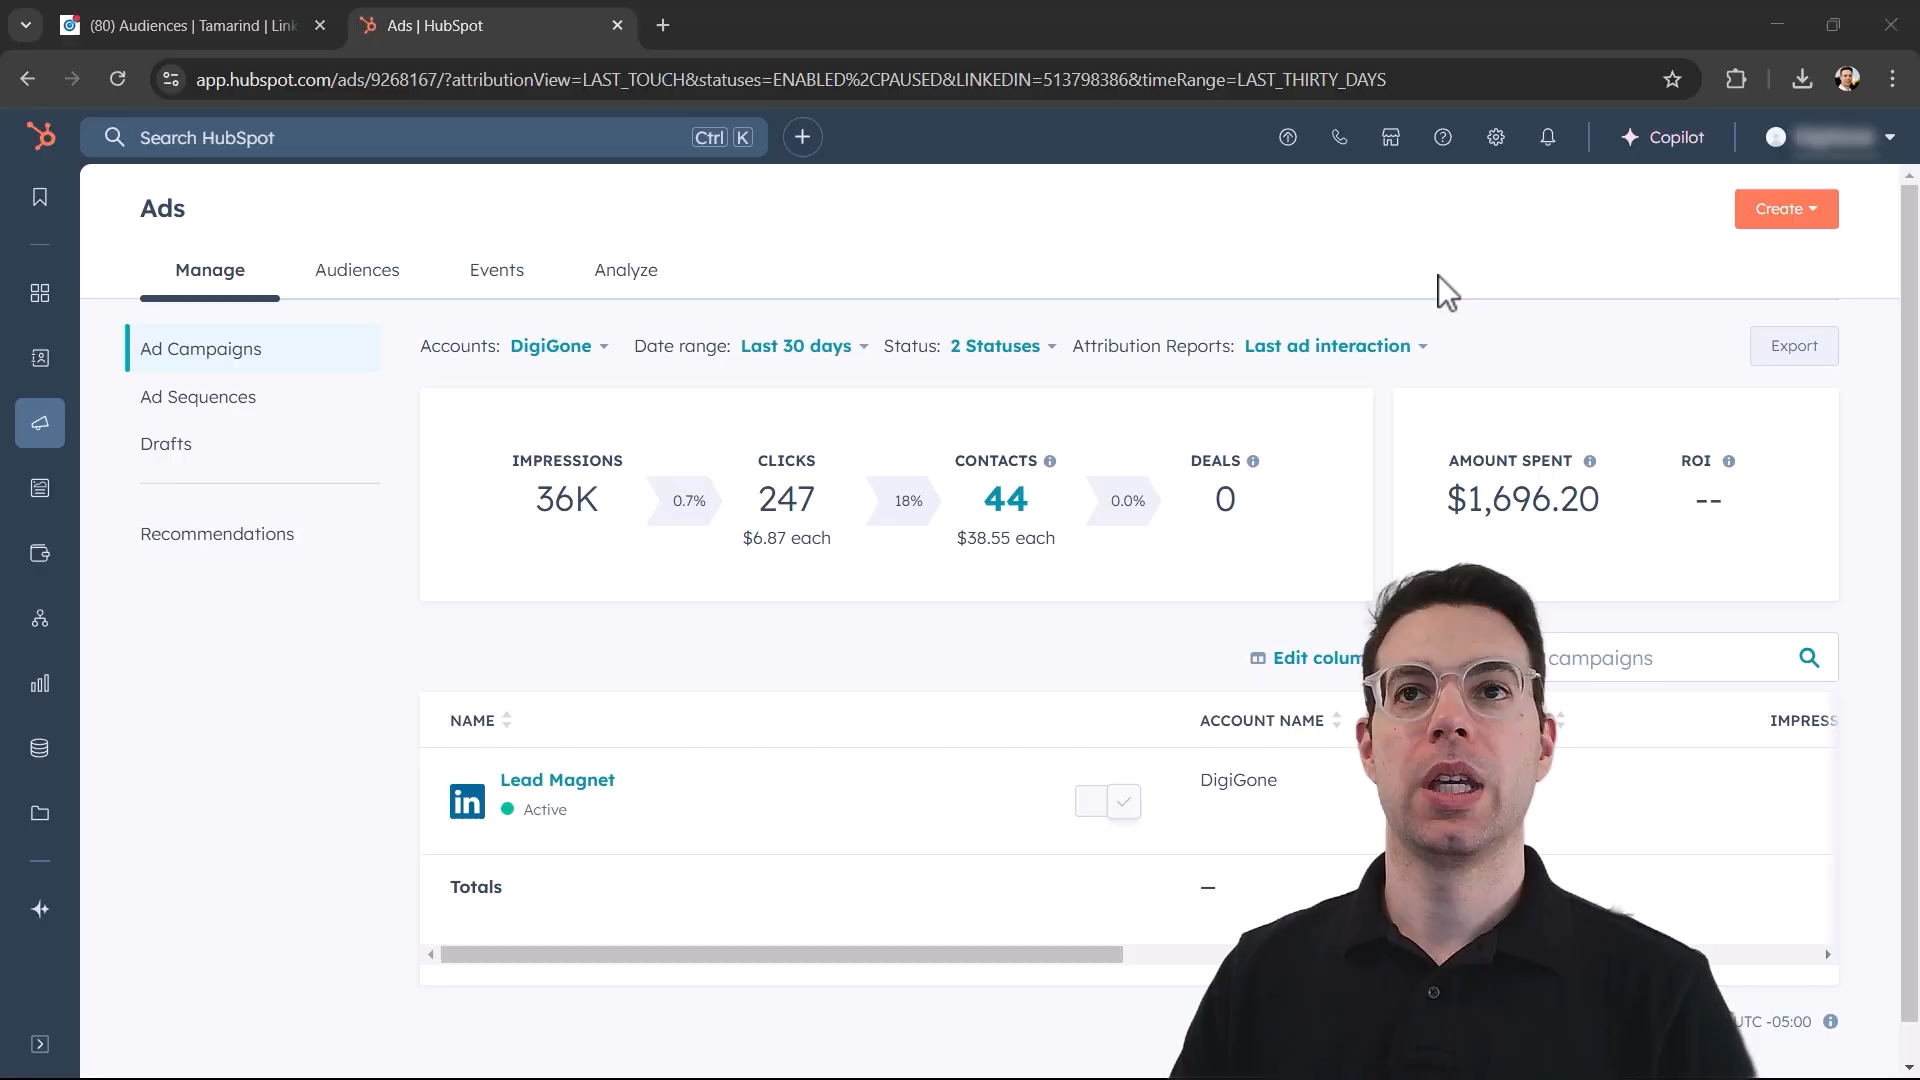 (80) Audiences | Tamarind | Link
Ads | HubSpot
app.hubspot.com/ads/9268167/?attributionView=LAST_TOUCH&statuses=ENABLED%2CPAUSED&LINKEDIN=513798386&timeRange=LAST_THIRTY_DAYS
Search HubSpot
Ctrl K
Copilot
Ads
Create
Manage
Audiences
Events
Analyze
Ad Campaigns
Ad Sequences
Drafts
Recommendations
Accounts: DigiGone Date range: Last 30 days Status: 2 Statuses Attribution Reports: Last ad interaction
Export
IMPRESSIONS
36K
0.7%
CLICKS
247
$6.87 each
18%
CONTACTS
44
$38.55 each
0.0%
DEALS
0
AMOUNT SPENT
$1,696.20
ROI
--
Edit colum
campaigns
NAME
ACCOUNT NAME
IMPRESS
in
Lead Magnet
Active
DigiGone
Totals
—
UTC -05:00